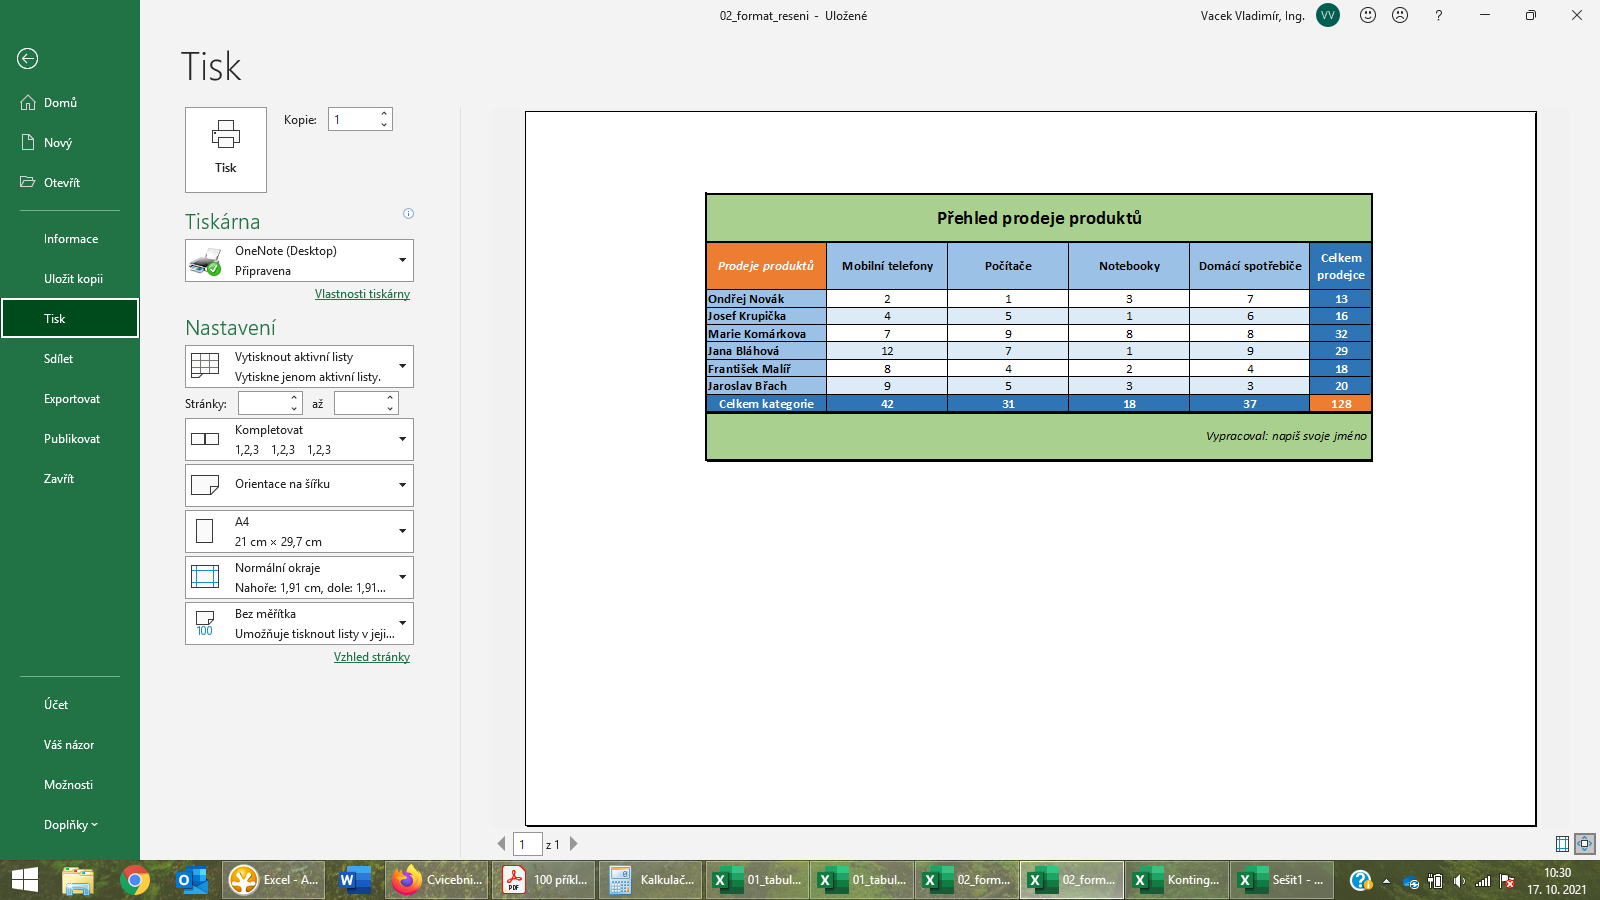 02_format_reseni - Uložené
Vacek Vladimír, Ing.
VV
?
Domů
Nový
Otevřít
Informace
Uložit kopii
Tisk
Sdílet
Exportovat
Publikovat
Zavřít
Účet
Váš názor
Možnosti
Doplňky
Tisk
Tisk
Kopie: 1
Tiskárna
OneNote (Desktop)
Připravena
Vlastnosti tiskárny
Nastavení
Vytisknout aktivní listy
Vytiskne jenom aktivní listy.
Stránky: až
Kompletovat
1,2,3 1,2,3 1,2,3
Orientace na šířku
A4
21 cm × 29,7 cm
Normální okraje
Nahoře: 1,91 cm, dole: 1,91...
100
Bez měřítka
Umožňuje tisknout listy v jeji...
Vzhled stránky
Přehled prodeje produktů
Prodeje produktů Mobilní telefony Počítače Notebooky Domácí spotřebiče Celkem prodejce
Ondřej Novák 2 1 3 7 13
Josef Krupička 4 5 1 6 16
Marie Komárkova 7 9 8 8 32
Jana Bláhová 12 7 1 9 29
František Malíř 8 4 2 4 18
Jaroslav Břach 9 5 3 3 20
Celkem kategorie 42 31 18 37 128
Vypracoval: napiš svoje jméno
1 z 1
Excel - A...
Cvicebni...
PDF
100 příkl...
Kalkulač...
01_tabul...
01_tabul...
02_form...
02_form...
Konting...
Sešit1 - ...
10:30
17. 10. 2021